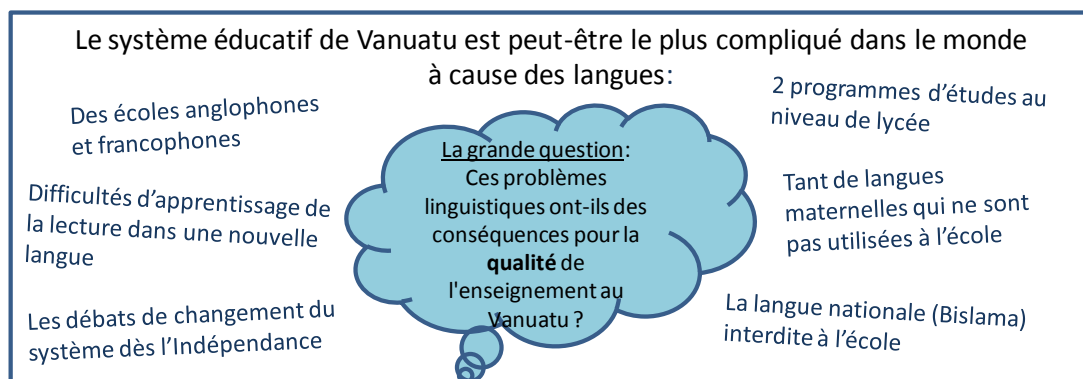 Le système éducatif de Vanuatu est peut-être le plus compliqué dans le monde
à cause des langues:
Des écoles anglophones
et francophones
Difficultés d'apprentissage de
la lecture dans une nouvelle
langue
Les débats de changement du
système dès l'Indépendance
La grande question:
Ces problèmes
linguistiques ont-ils des
conséquences pour la
qualité de
l'enseignement au
Vanuatu ?
2 programmes d'études au
niveau de lycée
Tant de langues
maternelles qui ne sont
pas utilisées à l'école
La langue nationale (Bislama)
interdite à l'école